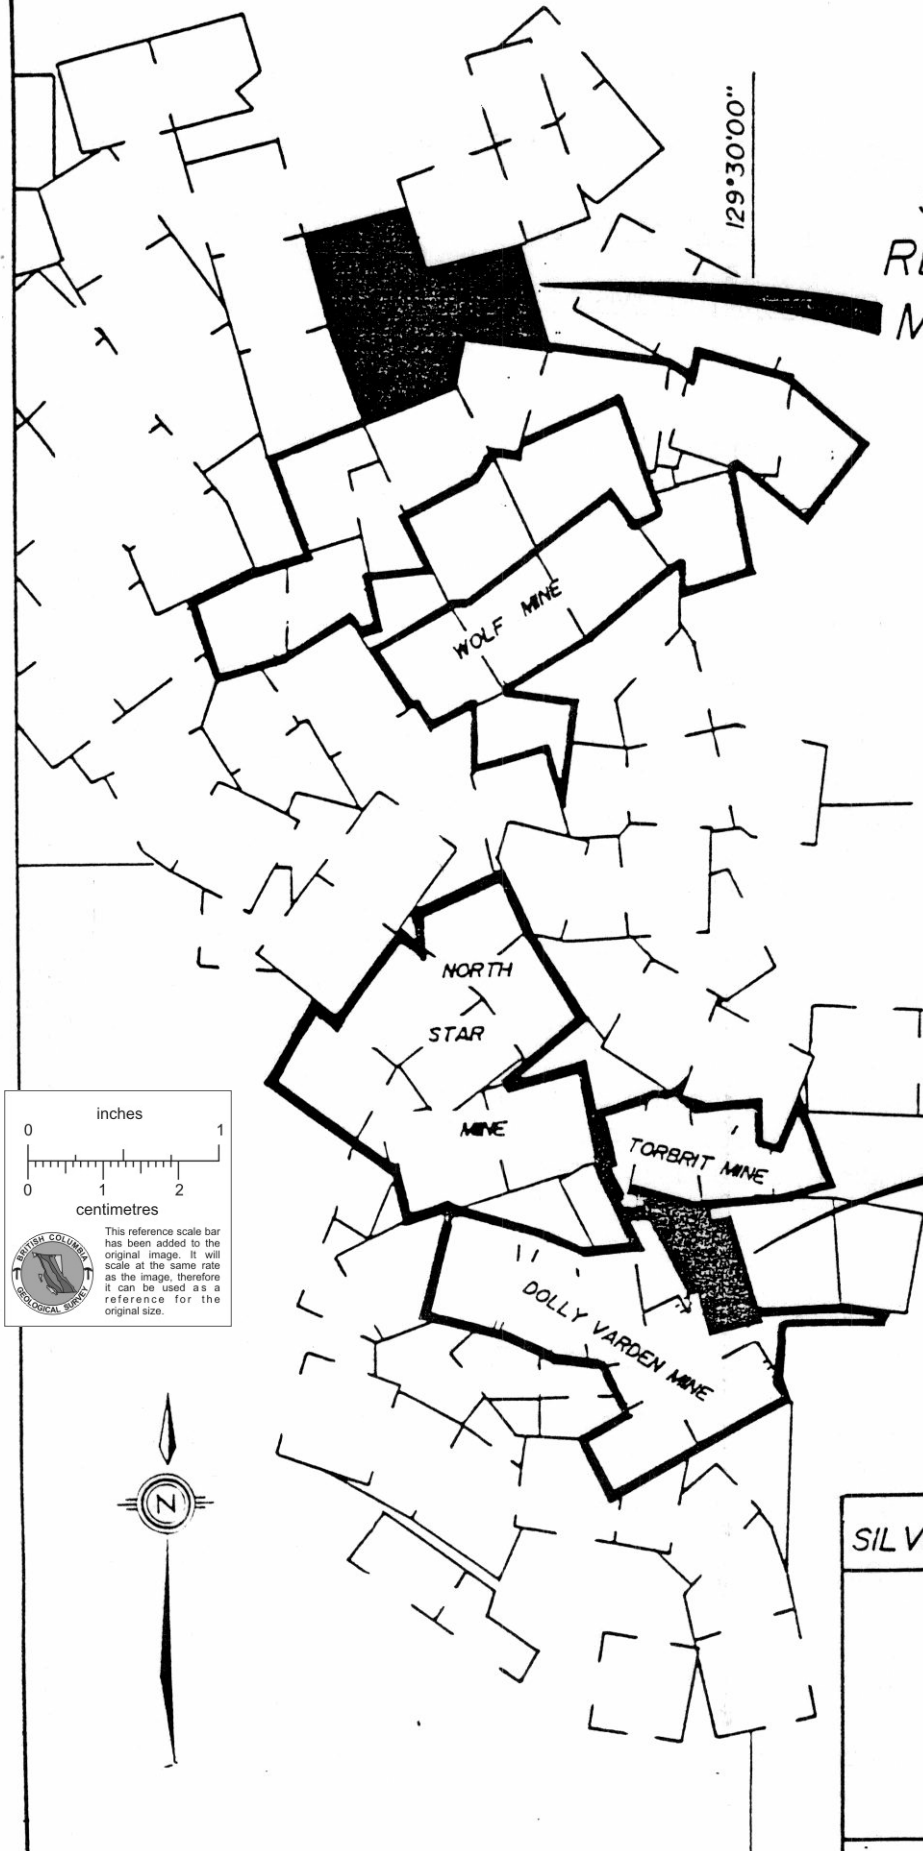 129°30'00"
WOLF MINE
NORTH
STAR
MINE
TORBRIT MINE
DOLLY VARDEN MINE
inches
0 1
0 1 2
centimetres
BRITISH COLUMBIA
GEOLOGICAL SURVEY
This reference scale bar
has been added to the
original image. It will
scale at the same rate
as the image, therefore
it can be used as a
reference for the
original size.
N
SILV